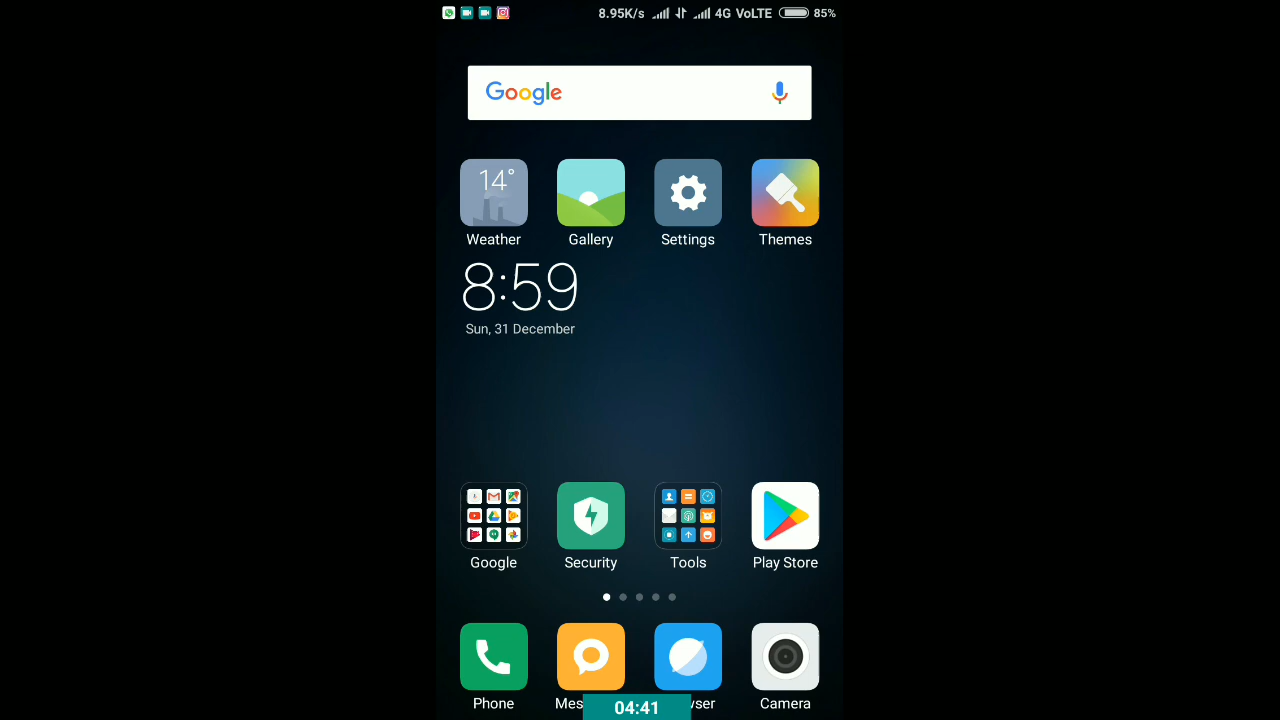 8.95K/s 4G VoLTE 85%
Google
14°
Weather Gallery Settings Themes
8:59
Sun, 31 December
Google Security Tools Play Store
Phone Mes 04:41 wser Camera